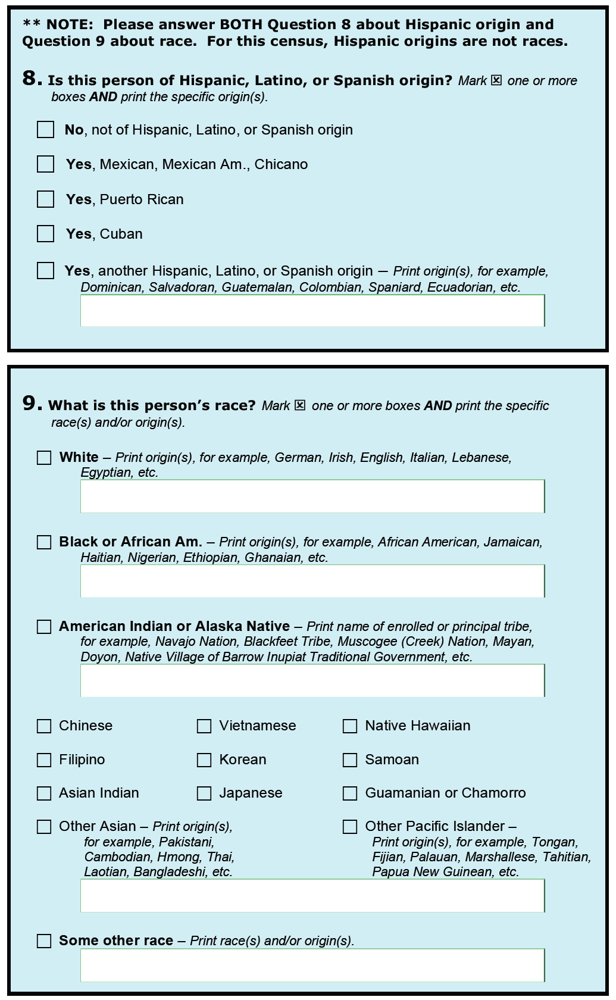 ** NOTE:  Please answer BOTH Question 8 about Hispanic origin and
Question 9 about race.  For this census, Hispanic origins are not races.
8. Is this person of Hispanic, Latino, or Spanish origin? Mark ☒ one or more
boxes AND print the specific origin(s).
No, not of Hispanic, Latino, or Spanish origin
Yes, Mexican, Mexican Am., Chicano
Yes, Puerto Rican
Yes, Cuban
Yes, another Hispanic, Latino, or Spanish origin — Print origin(s), for example,
Dominican, Salvadoran, Guatemalan, Colombian, Spaniard, Ecuadorian, etc.
9. What is this person’s race? Mark ☒ one or more boxes AND print the specific
race(s) and/or origin(s).
White – Print origin(s), for example, German, Irish, English, Italian, Lebanese,
Egyptian, etc.
Black or African Am. – Print origin(s), for example, African American, Jamaican,
Haitian, Nigerian, Ethiopian, Ghanaian, etc.
American Indian or Alaska Native – Print name of enrolled or principal tribe,
for example, Navajo Nation, Blackfeet Tribe, Muscogee (Creek) Nation, Mayan,
Doyon, Native Village of Barrow Inupiat Traditional Government, etc.
Chinese
Vietnamese
Native Hawaiian
Filipino
Korean
Samoan
Asian Indian
Japanese
Guamanian or Chamorro
Other Asian – Print origin(s),
for example, Pakistani,
Cambodian, Hmong, Thai,
Laotian, Bangladeshi, etc.
Other Pacific Islander –
Print origin(s), for example, Tongan,
Fijian, Palauan, Marshallese, Tahitian,
Papua New Guinean, etc.
Some other race – Print race(s) and/or origin(s).